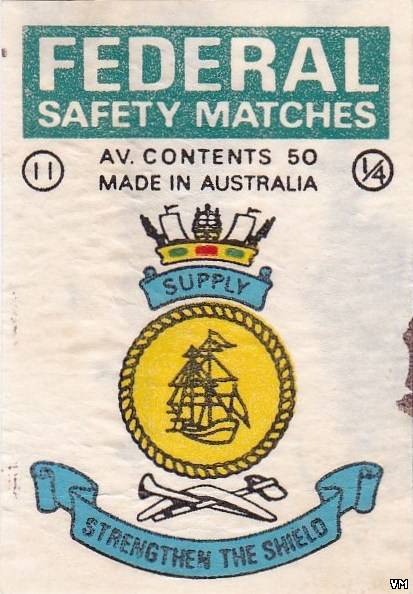 FEDERAL
SAFETY MATCHES
11
AV. CONTENTS 50
MADE IN AUSTRALIA
1/4
SUPPLY
STRENGTHEN THE SHIELD
VM